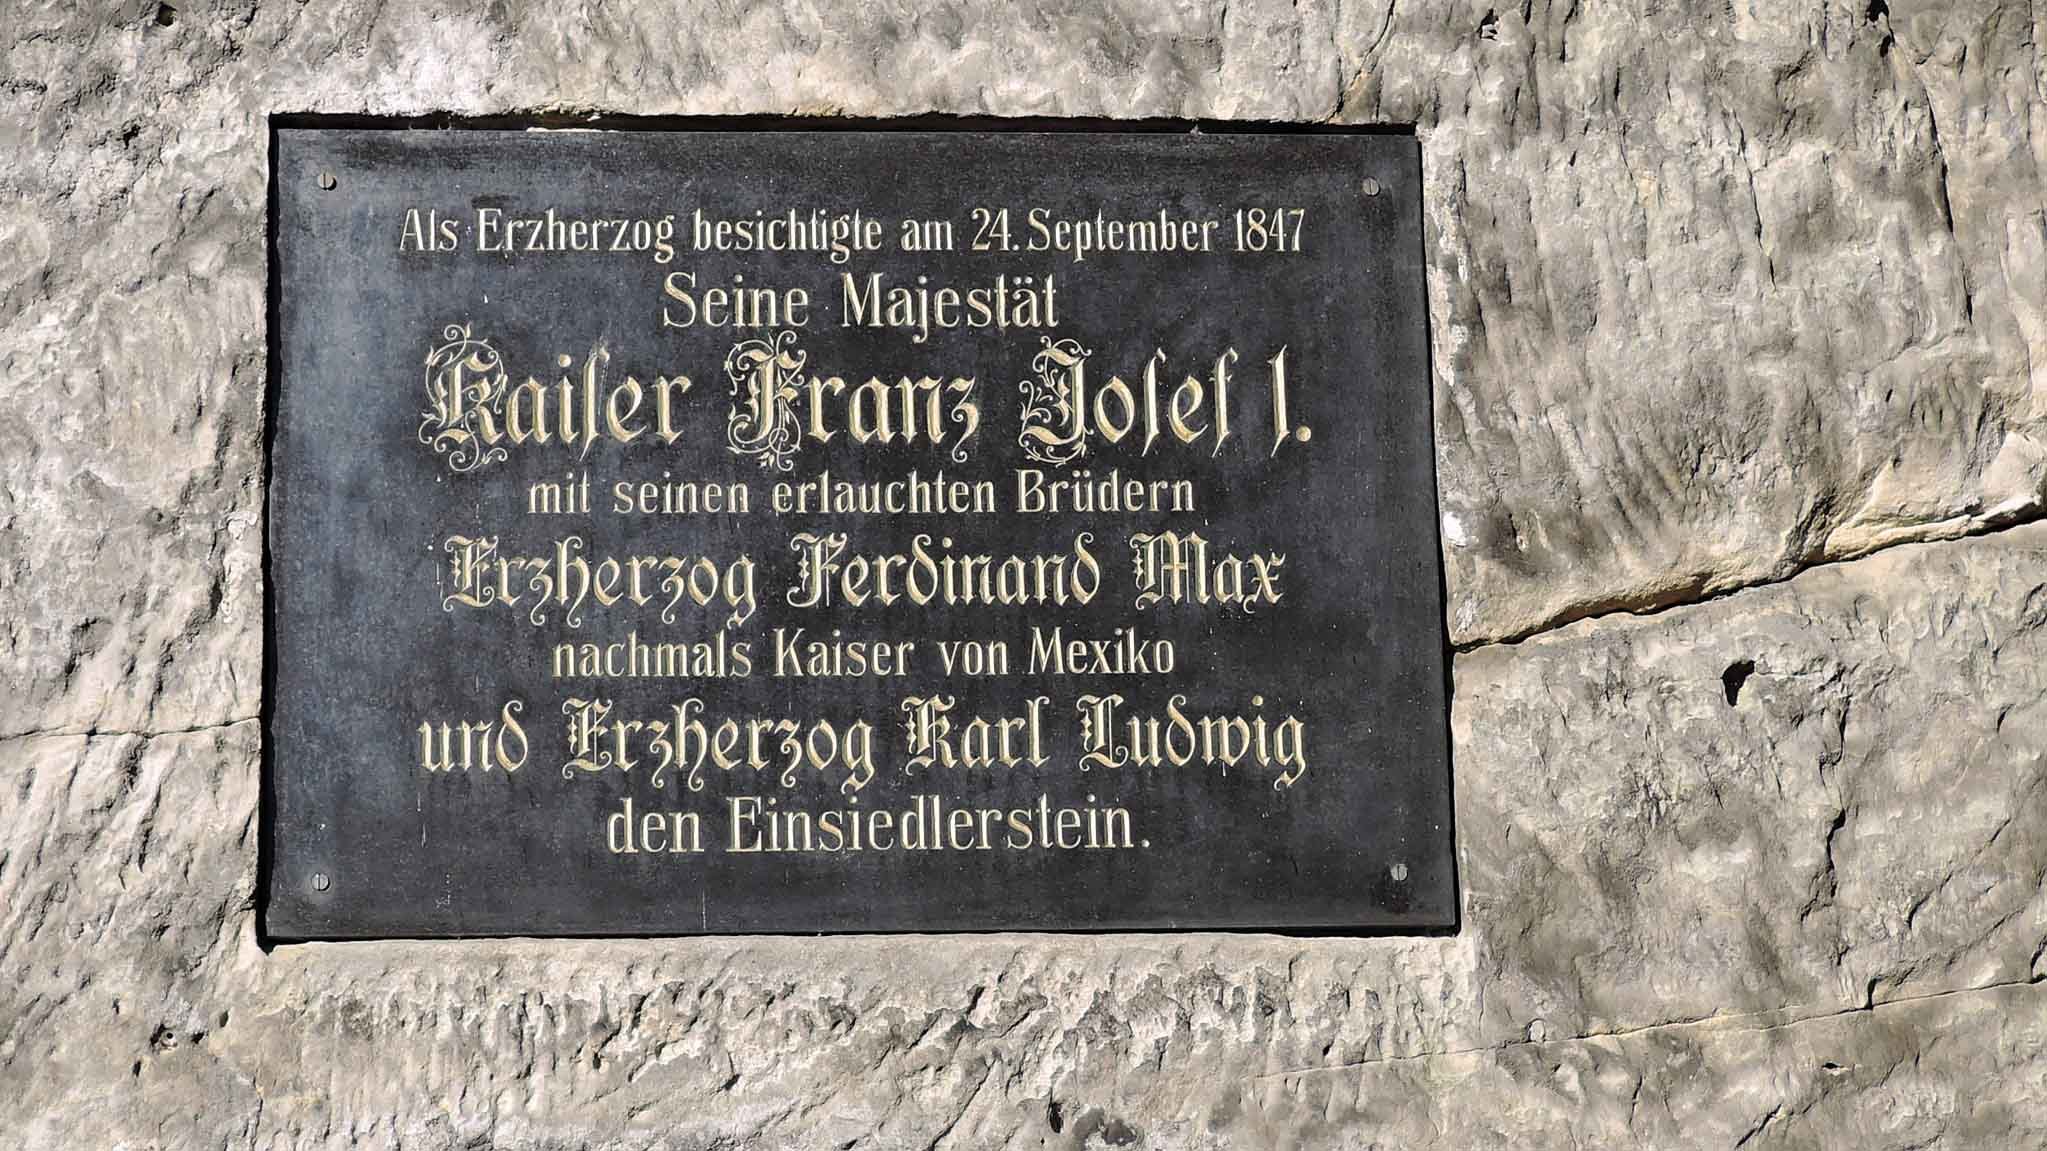 Als Erzherzog besichtigte am 24. September 1847
Seine Majestät
Kaiſer Franz Joſef I.
mit seinen erlauchten Brüdern
Erzherzog Ferdinand Max
nachmals Kaiser von Mexiko
und Erzherzog Karl Ludwig
den Einsiedlerstein.